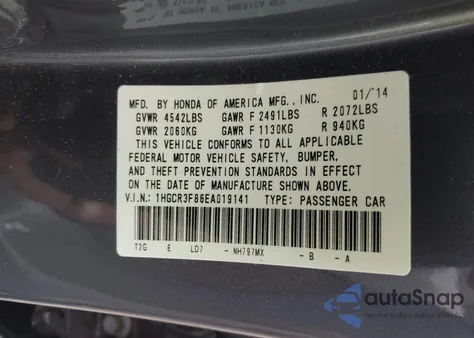 MFD. BY HONDA OF AMERICA MFG., INC. 01/'14
GVWR 4542LBS GAWR F 2491LBS R 2072LBS
GVWR 2060KG GAWR F 1130KG R 940KG
THIS VEHICLE CONFORMS TO ALL APPLICABLE
FEDERAL MOTOR VEHICLE SAFETY, BUMPER,
AND THEFT PREVENTION STANDARDS IN EFFECT
ON THE DATE OF MANUFACTURE SHOWN ABOVE.
V.I.N.: 1HGCR3F86EA019141 TYPE: PASSENGER CAR
T2G E LD7 - NH797MX - B - A
autoSnap